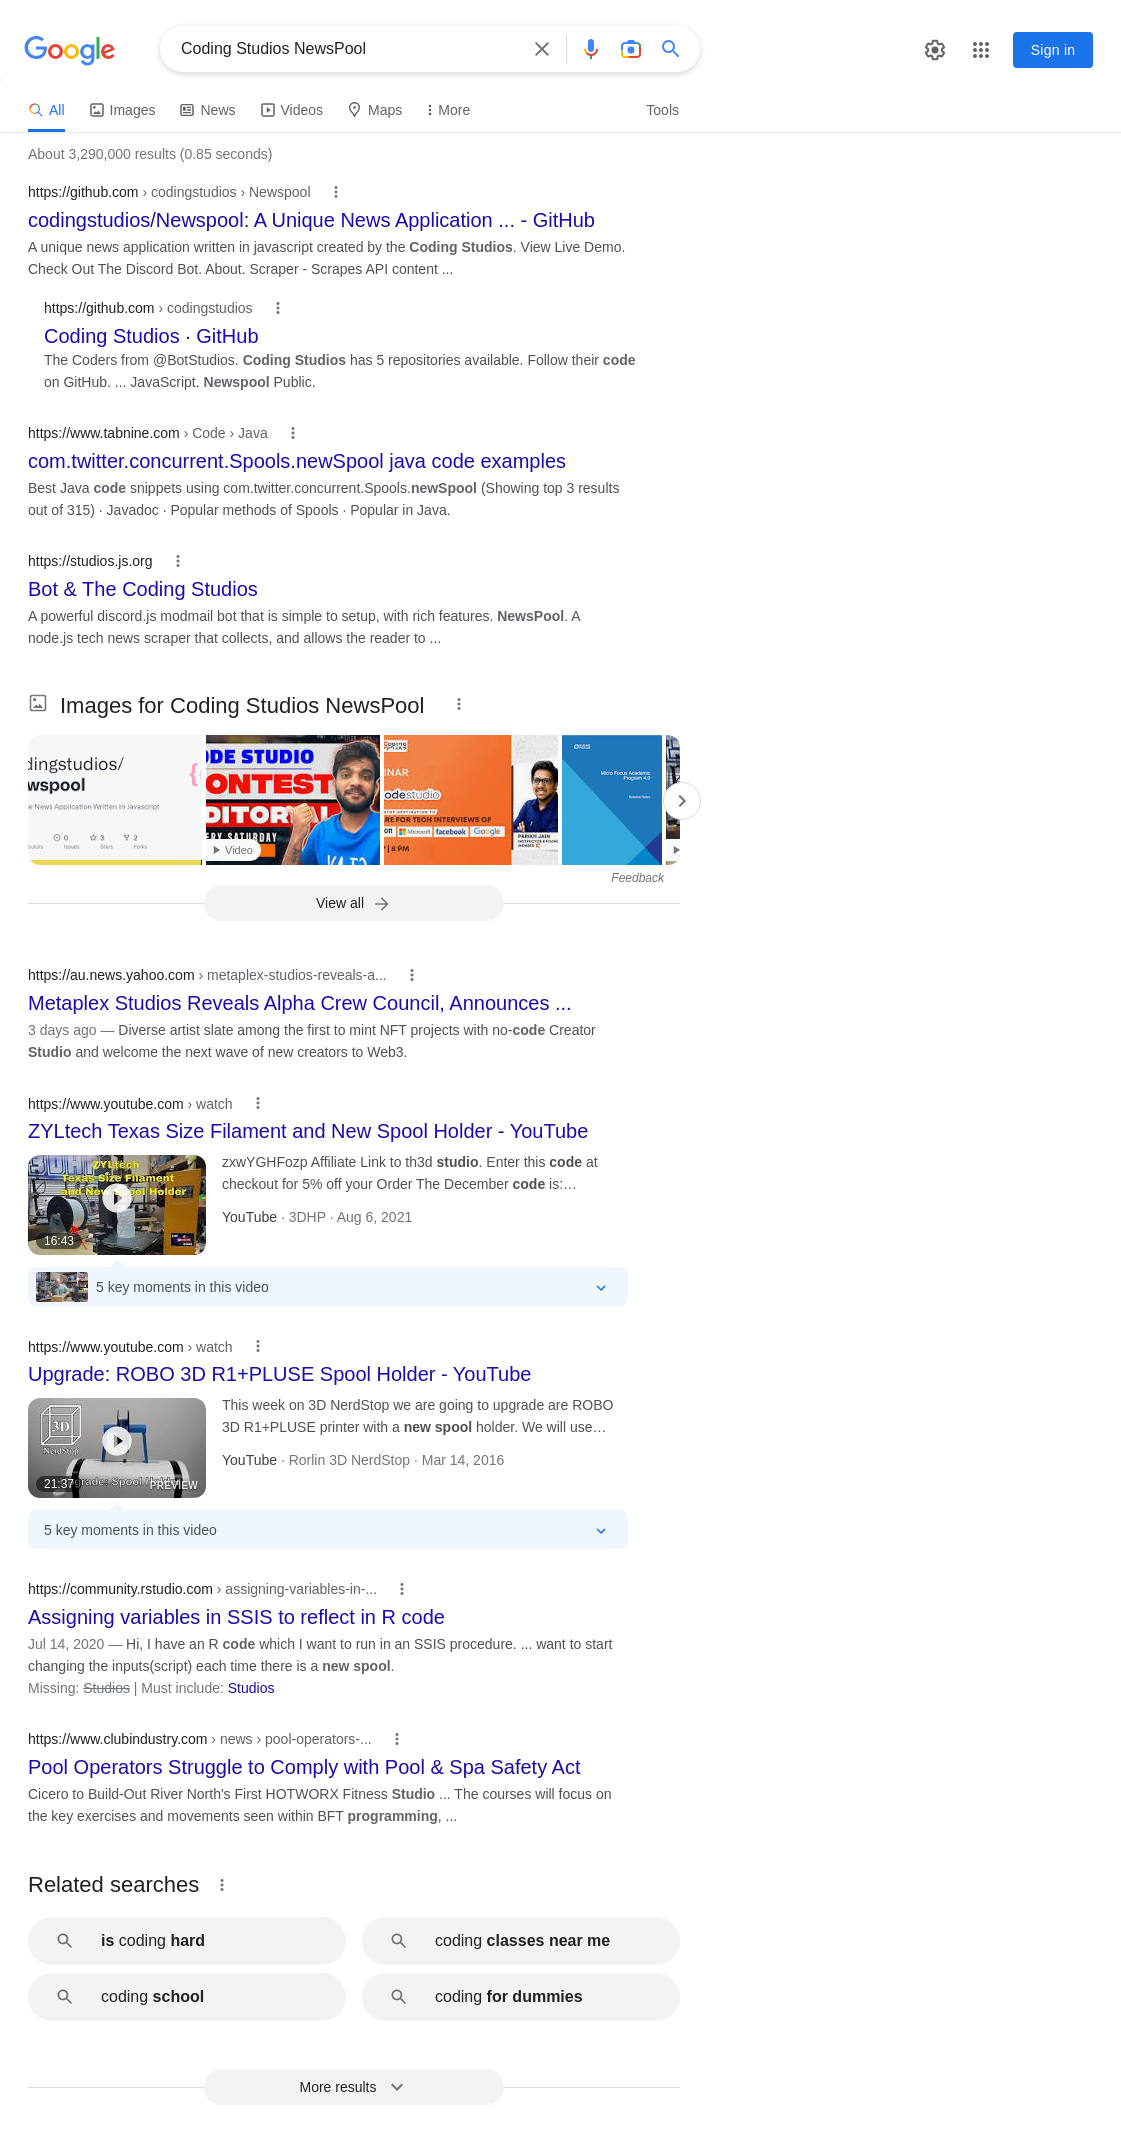 Google
Coding Studios NewsPool
Sign in
All
Images
News
Videos
Maps
More
Tools
About 3,290,000 results (0.85 seconds)
https://github.com › codingstudios › Newspool
codingstudios/Newspool: A Unique News Application ... - GitHub
A unique news application written in javascript created by the Coding Studios. View Live Demo.
Check Out The Discord Bot. About. Scraper - Scrapes API content ...
https://github.com › codingstudios
Coding Studios · GitHub
The Coders from @BotStudios. Coding Studios has 5 repositories available. Follow their code
on GitHub. ... JavaScript. Newspool Public.
https://www.tabnine.com › Code › Java
com.twitter.concurrent.Spools.newSpool java code examples
Best Java code snippets using com.twitter.concurrent.Spools.newSpool (Showing top 3 results
out of 315) · Javadoc · Popular methods of Spools · Popular in Java.
https://studios.js.org
Bot & The Coding Studios
A powerful discord.js modmail bot that is simple to setup, with rich features. NewsPool. A
node.js tech news scraper that collects, and allows the reader to ...
Images for Coding Studios NewsPool
dingstudios/
wspool
e News Application Written In Javascript
0
3
2
Issues
Stars
Forks
ODE STUDIO
ONTEST
DITORIAL
ERY SATURDAY
Video
CODING
INAR
odestudio
RE FOR TECH INTERVIEWS OF
on Microsoft facebook Google
| 8 PM
PARIKH JAIN
Micro Focus Academic
Program 4.0
Release Notes
Feedback
View all
https://au.news.yahoo.com › metaplex-studios-reveals-a...
Metaplex Studios Reveals Alpha Crew Council, Announces ...
3 days ago — Diverse artist slate among the first to mint NFT projects with no-code Creator
Studio and welcome the next wave of new creators to Web3.
https://www.youtube.com › watch
ZYLtech Texas Size Filament and New Spool Holder - YouTube
ZYLtech
Texas Size Filament
and New Spool Holder
16:43
zxwYGHFozp Affiliate Link to th3d studio. Enter this code at
checkout for 5% off your Order The December code is:…
YouTube · 3DHP · Aug 6, 2021
5 key moments in this video
https://www.youtube.com › watch
Upgrade: ROBO 3D R1+PLUSE Spool Holder - YouTube
3D
NerdStop
21:37
PREVIEW
This week on 3D NerdStop we are going to upgrade are ROBO
3D R1+PLUSE printer with a new spool holder. We will use…
YouTube · Rorlin 3D NerdStop · Mar 14, 2016
5 key moments in this video
https://community.rstudio.com › assigning-variables-in-...
Assigning variables in SSIS to reflect in R code
Jul 14, 2020 — Hi, I have an R code which I want to run in an SSIS procedure. ... want to start
changing the inputs(script) each time there is a new spool.
Missing: Studios | Must include: Studios
https://www.clubindustry.com › news › pool-operators-...
Pool Operators Struggle to Comply with Pool & Spa Safety Act
Cicero to Build-Out River North's First HOTWORX Fitness Studio ... The courses will focus on
the key exercises and movements seen within BFT programming, ...
Related searches
is coding hard
coding classes near me
coding school
coding for dummies
More results